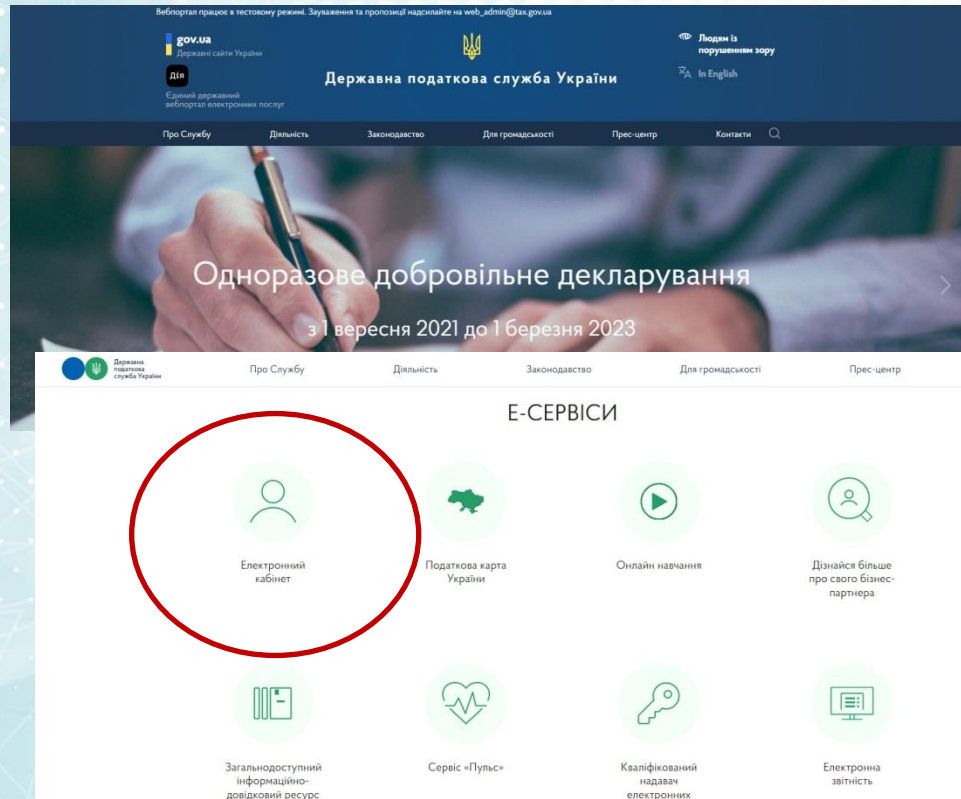 Вебпортал працює в тестовому режимі. Зауваження та пропозиції надсилайте на web_admin@tax.gov.ua
gov.ua
Державні сайти України
Дія
Єдиний державний
вебпортал електронних послуг
Державна податкова служба України
Людям із
порушенням зору
In English
Про Службу Діяльність Законодавство Для громадськості Прес-центр Контакти
Одноразове добровільне декларування
з 1 вересня 2021 до 1 березня 2023
Державна
податкова
служба України
Про Службу Діяльність Законодавство Для громадськості Прес-центр
Е-СЕРВІСИ
Електронний
кабінет
Податкова карта
України
Онлайн навчання
Дізнайся більше
про свого бізнес-
партнера
Загальнодоступний
інформаційно-
довідковий ресурс
Сервіс «Пульс»
Кваліфікований
надавач
електронних
Електронна
звітність